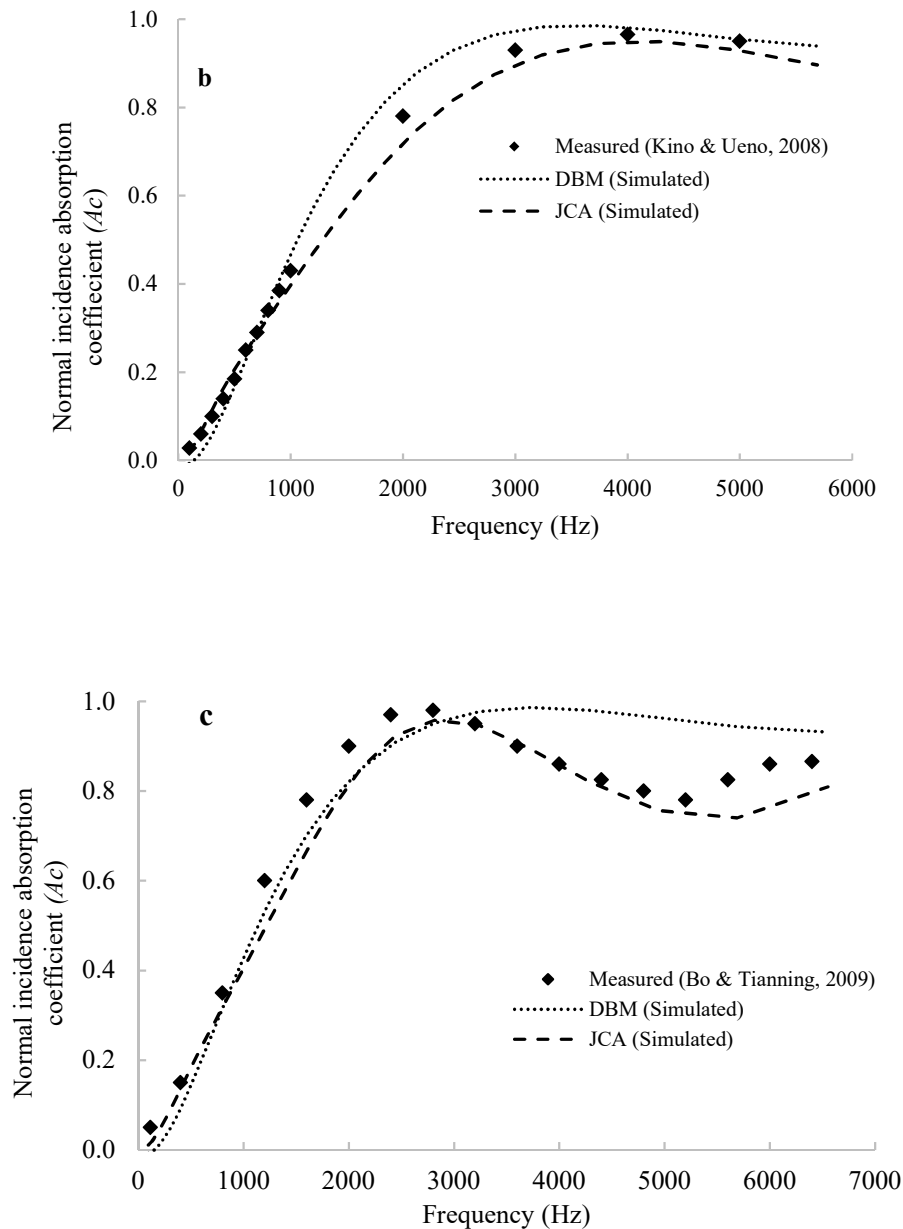 b
1.0
0.8
0.6
0.4
0.2
0.0
Normal incidence absorption
coeffiecient (Ac)
Measured (Kino & Ueno, 2008)
DBM (Simulated)
JCA (Simulated)
0 1000 2000 3000 4000 5000 6000
Frequency (Hz)
c
1.0
0.8
0.6
0.4
0.2
0.0
Normal incidence absorption
coefficient (Ac)
Measured (Bo & Tianning, 2009)
DBM (Simulated)
JCA (Simulated)
0 1000 2000 3000 4000 5000 6000 7000
Frequency (Hz)